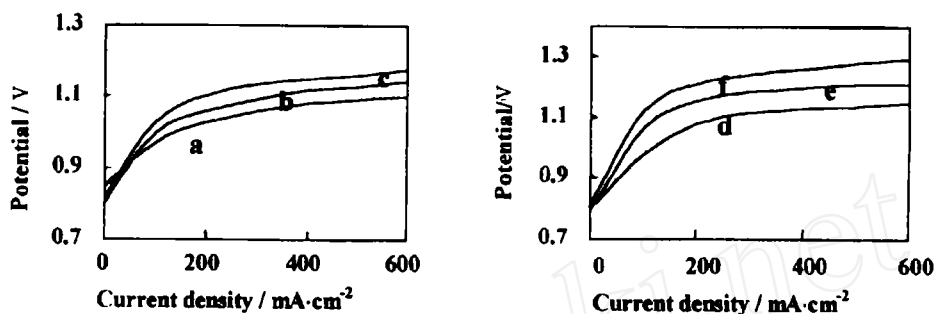 1.3
1.1
0.9
0.7
Potential / V
c
b
a
0 200 400 600
Current density / mA·cm⁻²
1.3
1.1
0.9
0.7
Potential/V
f
e
d
0 200 400 600
Current density / mA·cm⁻²